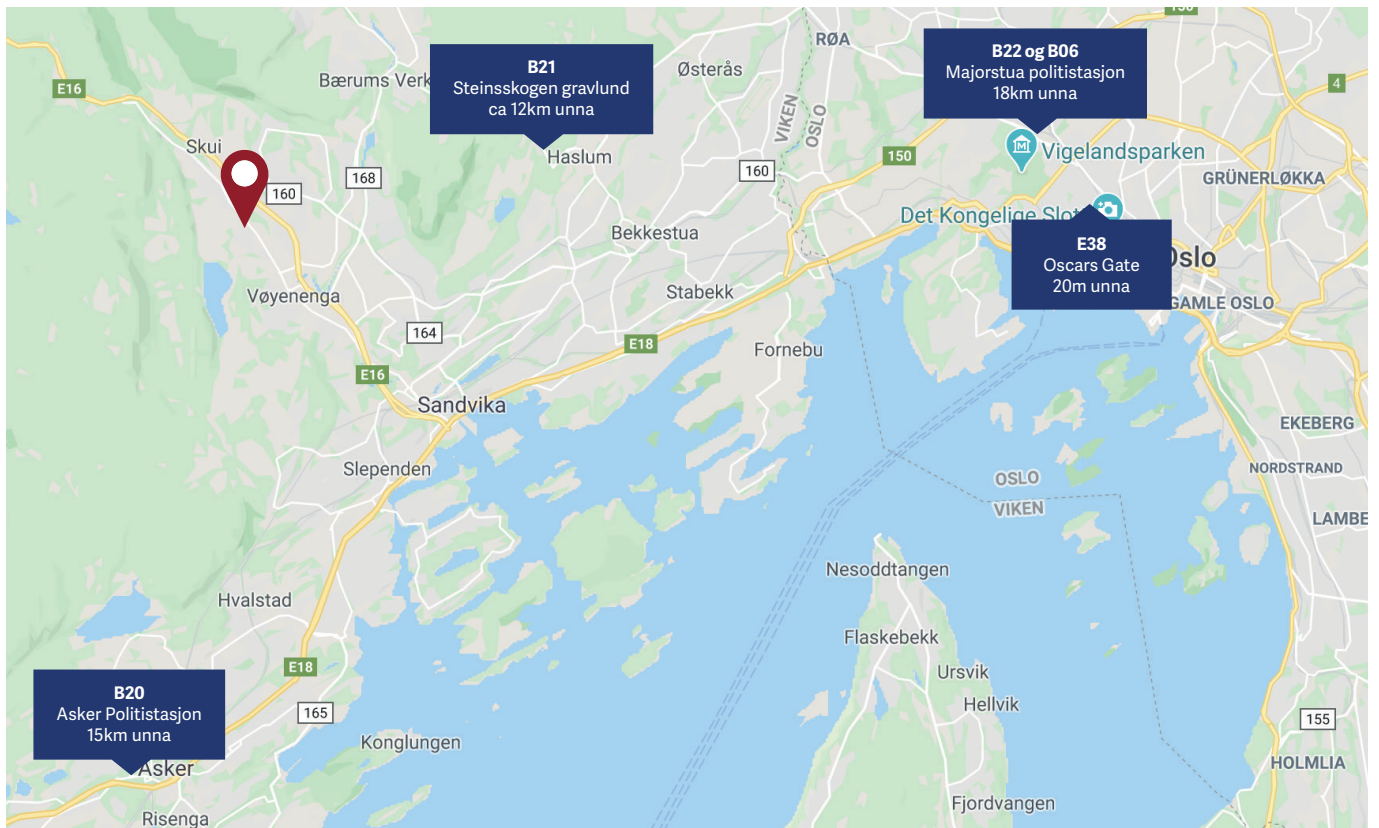 150
RØA
B22 og B06
Majorstua politistasjon
18km unna
B21
Steinsskogen gravlund
ca 12km unna
Østerås
Bærums Verk
E16
4
VIKEN
OSLO
Skui
Haslum
150
Vigelandsparken
160
168
160
GRÜNERLØKKA
Det Kongelige Slott
Bekkestua
E38
Oscars Gate
20m unna
Oslo
Vøyenenga
Stabekk
GAMLE OSLO
164
E18
Fornebu
E16
Sandvika
EKEBERG
Slependen
NORDSTRAND
OSLO
VIKEN
LAMBE
Nesoddtangen
Hvalstad
Flaskebekk
E18
Ursvik
B20
Asker Politistasjon
15km unna
Hellvik
165
155
Konglungen
Asker
HOLMLIA
Fjordvangen
Risenga